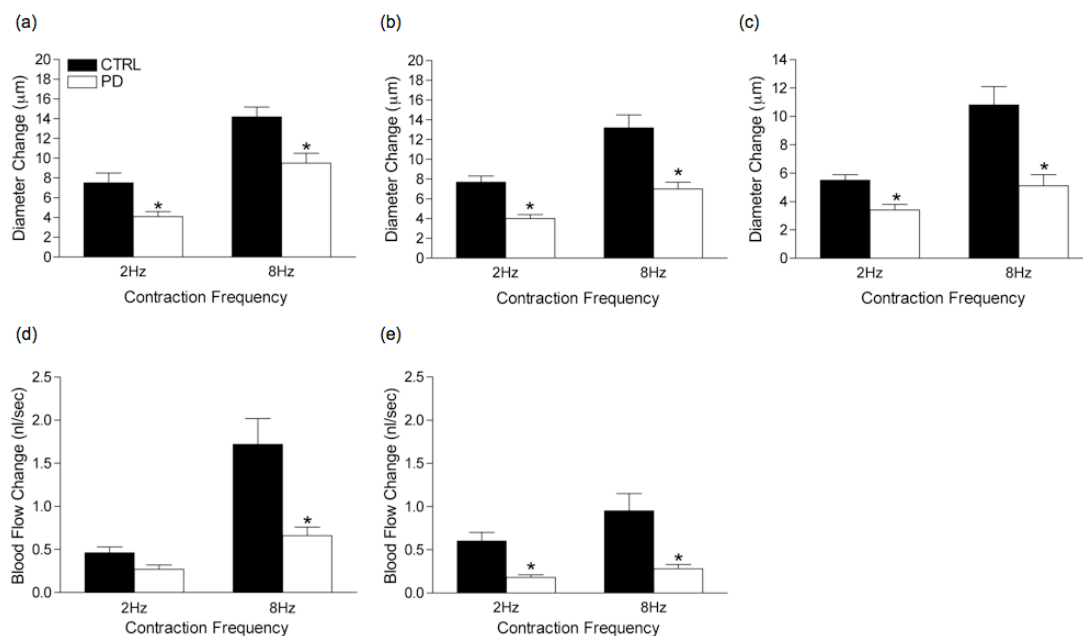 (a)
CTRL
PD
Diameter Change (μm)
20
18
16
14
12
10
8
6
4
2
0
*
*
2Hz
8Hz
Contraction Frequency
(b)
Diameter Change (μm)
20
18
16
14
12
10
8
6
4
2
0
*
*
2Hz
8Hz
Contraction Frequency
(c)
Diameter Change (μm)
14
12
10
8
6
4
2
0
*
*
2Hz
8Hz
Contraction Frequency
(d)
Blood Flow Change (nl/sec)
2.5
2.0
1.5
1.0
0.5
0.0
*
2Hz
8Hz
Contraction Frequency
(e)
Blood Flow Change (nl/sec)
2.5
2.0
1.5
1.0
0.5
0.0
*
*
2Hz
8Hz
Contraction Frequency